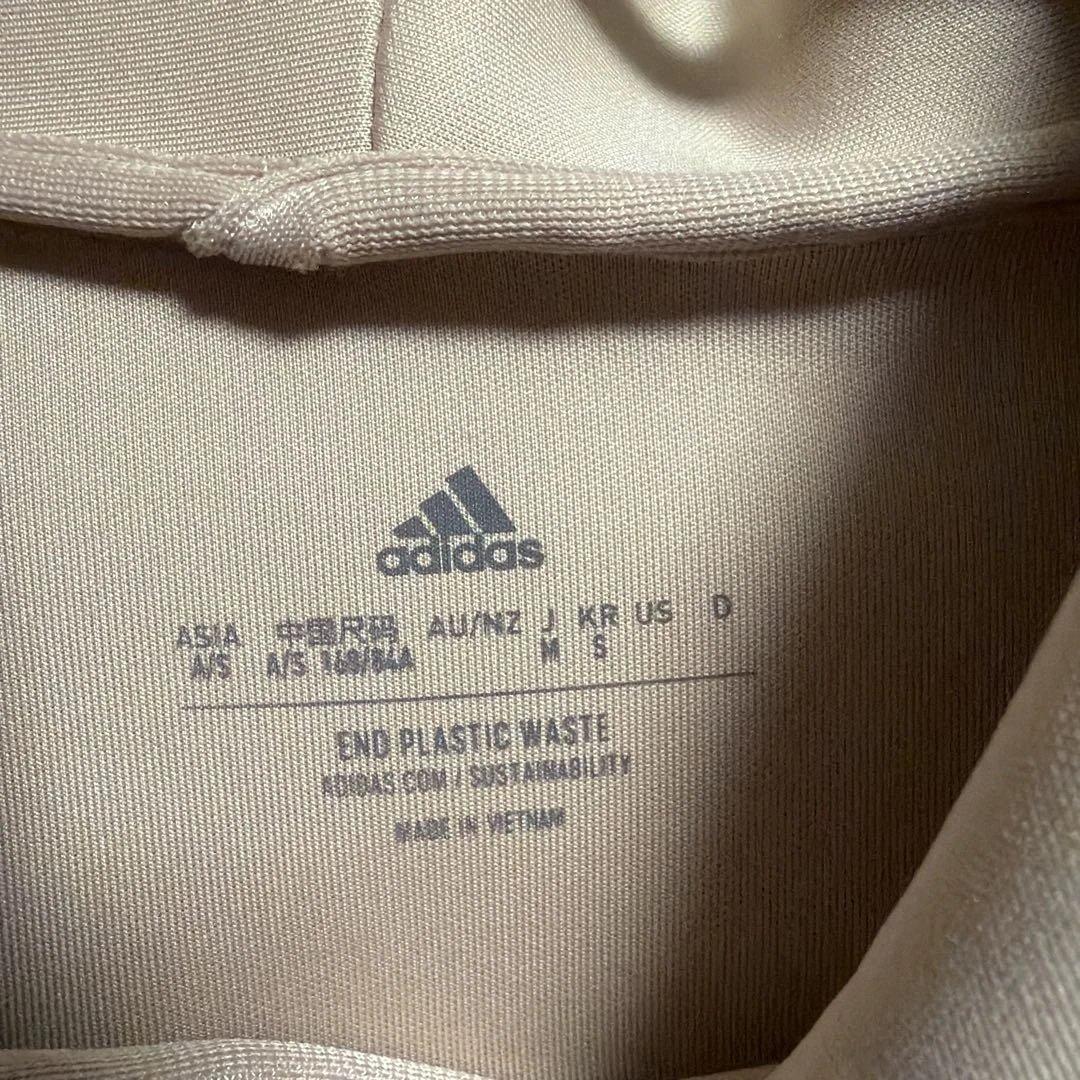 adidas
ASIA 中国尺码 AU/NZ J KR US D
A/S A/S 168/84A M S
END PLASTIC WASTE
ADIDAS.COM / SUSTAINABILITY
MADE IN VIETNAM